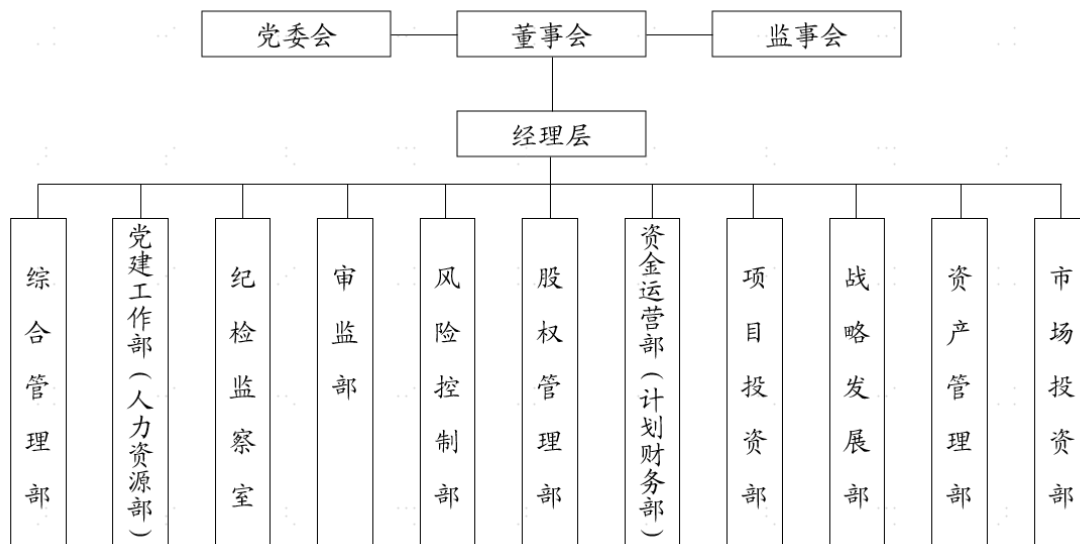 党委会
董事会
监事会
经理层
综合管理部
党建工作部(人力资源部)
纪检监察室
审监部
风险控制部
股权管理部
资金运营部(计划财务部)
项目投资部
战略发展部
资产管理部
市场投资部